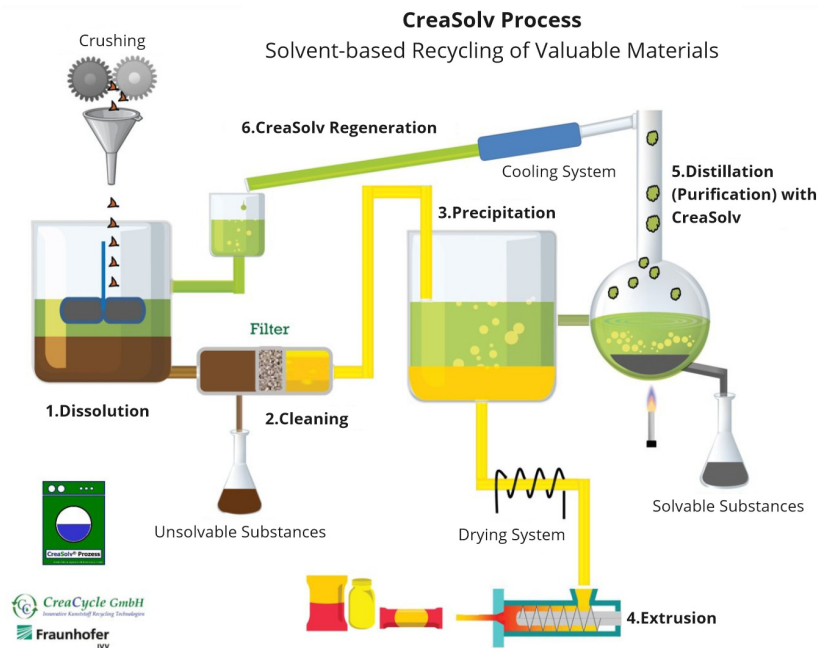 CreaSolv Process
Solvent-based Recycling of Valuable Materials
Crushing
6.CreaSolv Regeneration
Cooling System
5.Distillation
(Purification) with
CreaSolv
3.Precipitation
Filter
1.Dissolution
2.Cleaning
Unsolvable Substances
Drying System
Solvable Substances
CreaSolv® Prozess
4.Extrusion
CC
CreaCycle GmbH
Innovative Kunststoff Recycling Technologien
Fraunhofer
IVV